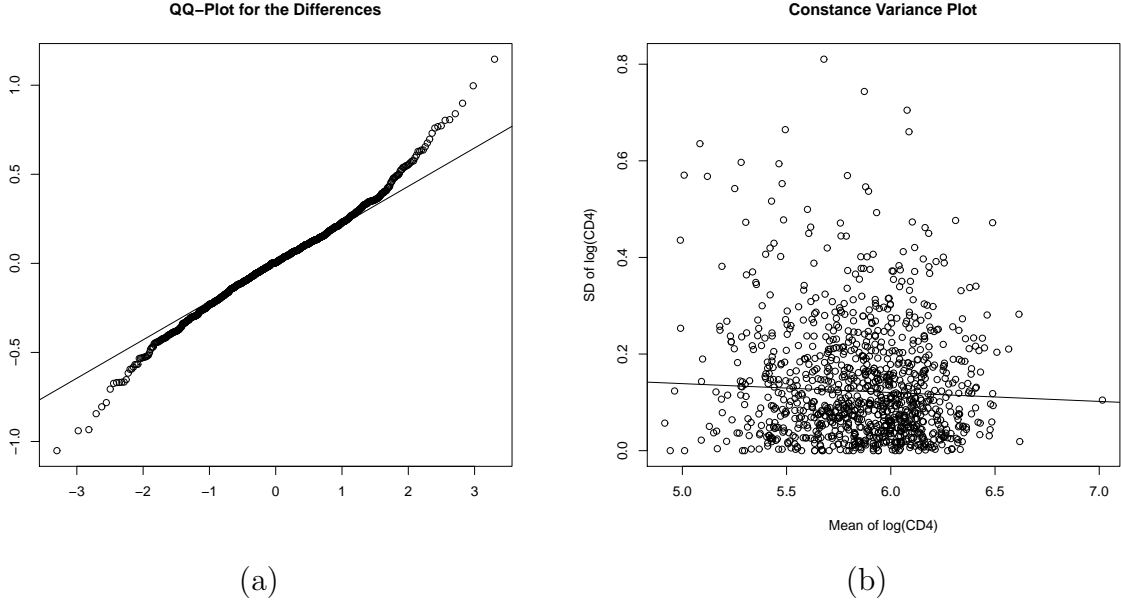 QQ−Plot for the Differences
1.0
0.5
0.0
−0.5
−1.0
−3 −2 −1 0 1 2 3
(a)
Constance Variance Plot
SD of log(CD4)
0.8
0.6
0.4
0.2
0.0
5.0 5.5 6.0 6.5 7.0
Mean of log(CD4)
(b)